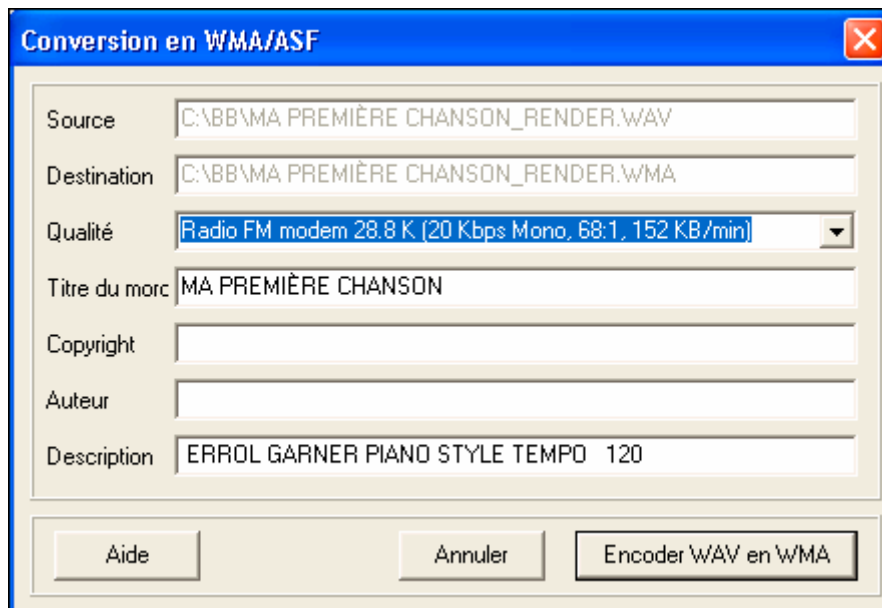 Conversion en WMA/ASF
Source C:\BB\MA PREMIÈRE CHANSON_RENDER.WAV
Destination C:\BB\MA PREMIÈRE CHANSON_RENDER.WMA
Qualité Radio FM modem 28.8 K (20 Kbps Mono, 68:1, 152 KB/min)
Titre du morc MA PREMIÈRE CHANSON
Copyright
Auteur
Description ERROL GARNER PIANO STYLE TEMPO 120
Aide Annuler Encoder WAV en WMA